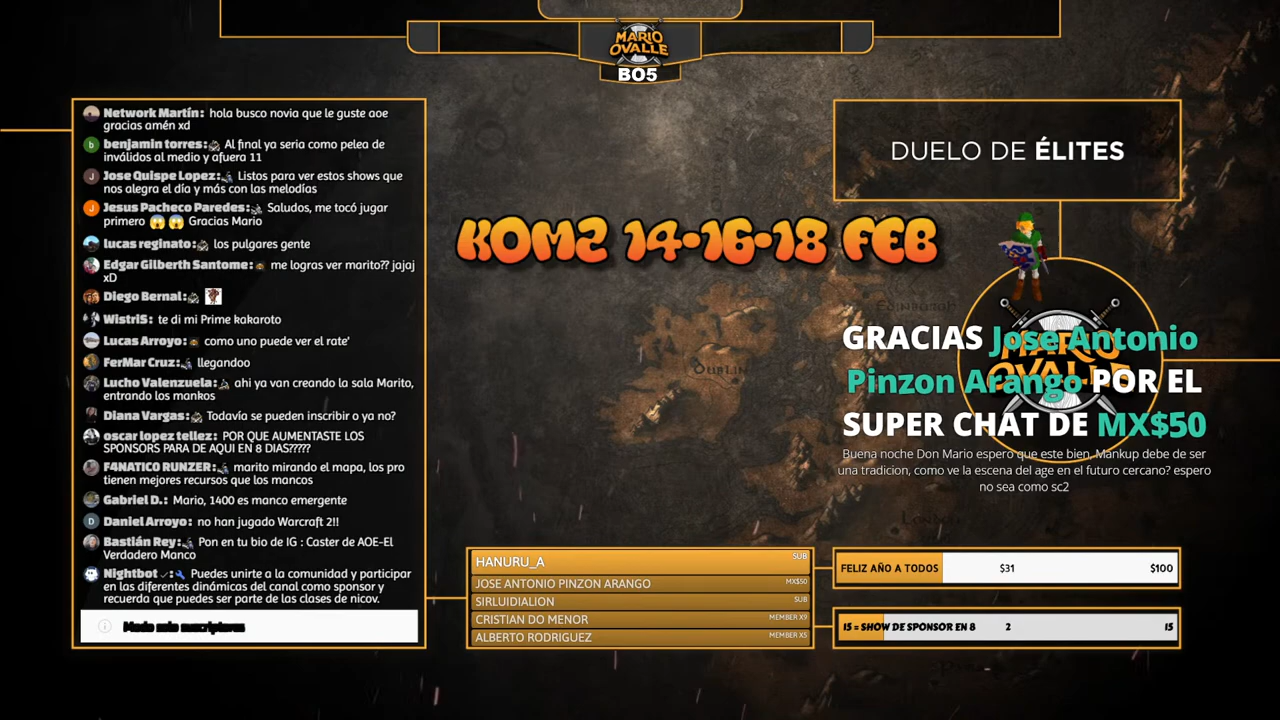 MARIO
OVALLE
BO5
Network Martín: hola busco novia que le guste aoe
gracias amén xd
benjamin torres: Al final ya seria como pelea de
inválidos al medio y afuera 11
Jose Quispe Lopez: Listos para ver estos shows que
nos alegra el día y más con las melodías
Jesus Pacheco Paredes: Saludos, me tocó jugar
primero 😱 😱 Gracias Mario
lucas reginato: los pulgares gente
Edgar Gilberth Santome: me logras ver marito?? jajaj
xD
Diego Bernal:
WistriS: te di mi Prime kakaroto
Lucas Arroyo: como uno puede ver el rate'
FerMar Cruz: llegandoo
Lucho Valenzuela: ahi ya van creando la sala Marito,
entrando los mankos
Diana Vargas: Todavía se pueden inscribir o ya no?
oscar lopez tellez: POR QUE AUMENTASTE LOS
SPONSORS PARA DE AQUI EN 8 DIAS?????
F4NATICO RUNZER: marito mirando el mapa, los pro
tienen mejores recursos que los mancos
Gabriel D.: Mario, 1400 es manco emergente
Daniel Arroyo: no han jugado Warcraft 2!!
Bastián Rey: Pon en tu bio de IG : Caster de AOE-El
Verdadero Manco
Nightbot ✓: Puedes unirte a la comunidad y participar
en las diferentes dinámicas del canal como sponsor y
recuerda que puedes ser parte de las clases de nicov.
Modo solo suscriptores
KOM2 14•16•18 FEB
DUELO DE ÉLITES
MARIO
OVALLE
GRACIAS Jose Antonio
Pinzon Arango POR EL
SUPER CHAT DE MX$50
Buena noche Don Mario espero que este bien, Mankup debe de ser
una tradicion, como ve la escena del age en el futuro cercano? espero
no sea como sc2
EDINBURGH
DUBLIN
HANURU_A SUB
JOSE ANTONIO PINZON ARANGO MX$50
SIRLUIDIALION SUB
CRISTIAN DO MENOR MEMBER X9
ALBERTO RODRIGUEZ MEMBER X5
FELIZ AÑO A TODOS $31 $100
15 = SHOW DE SPONSOR EN 8 2 15